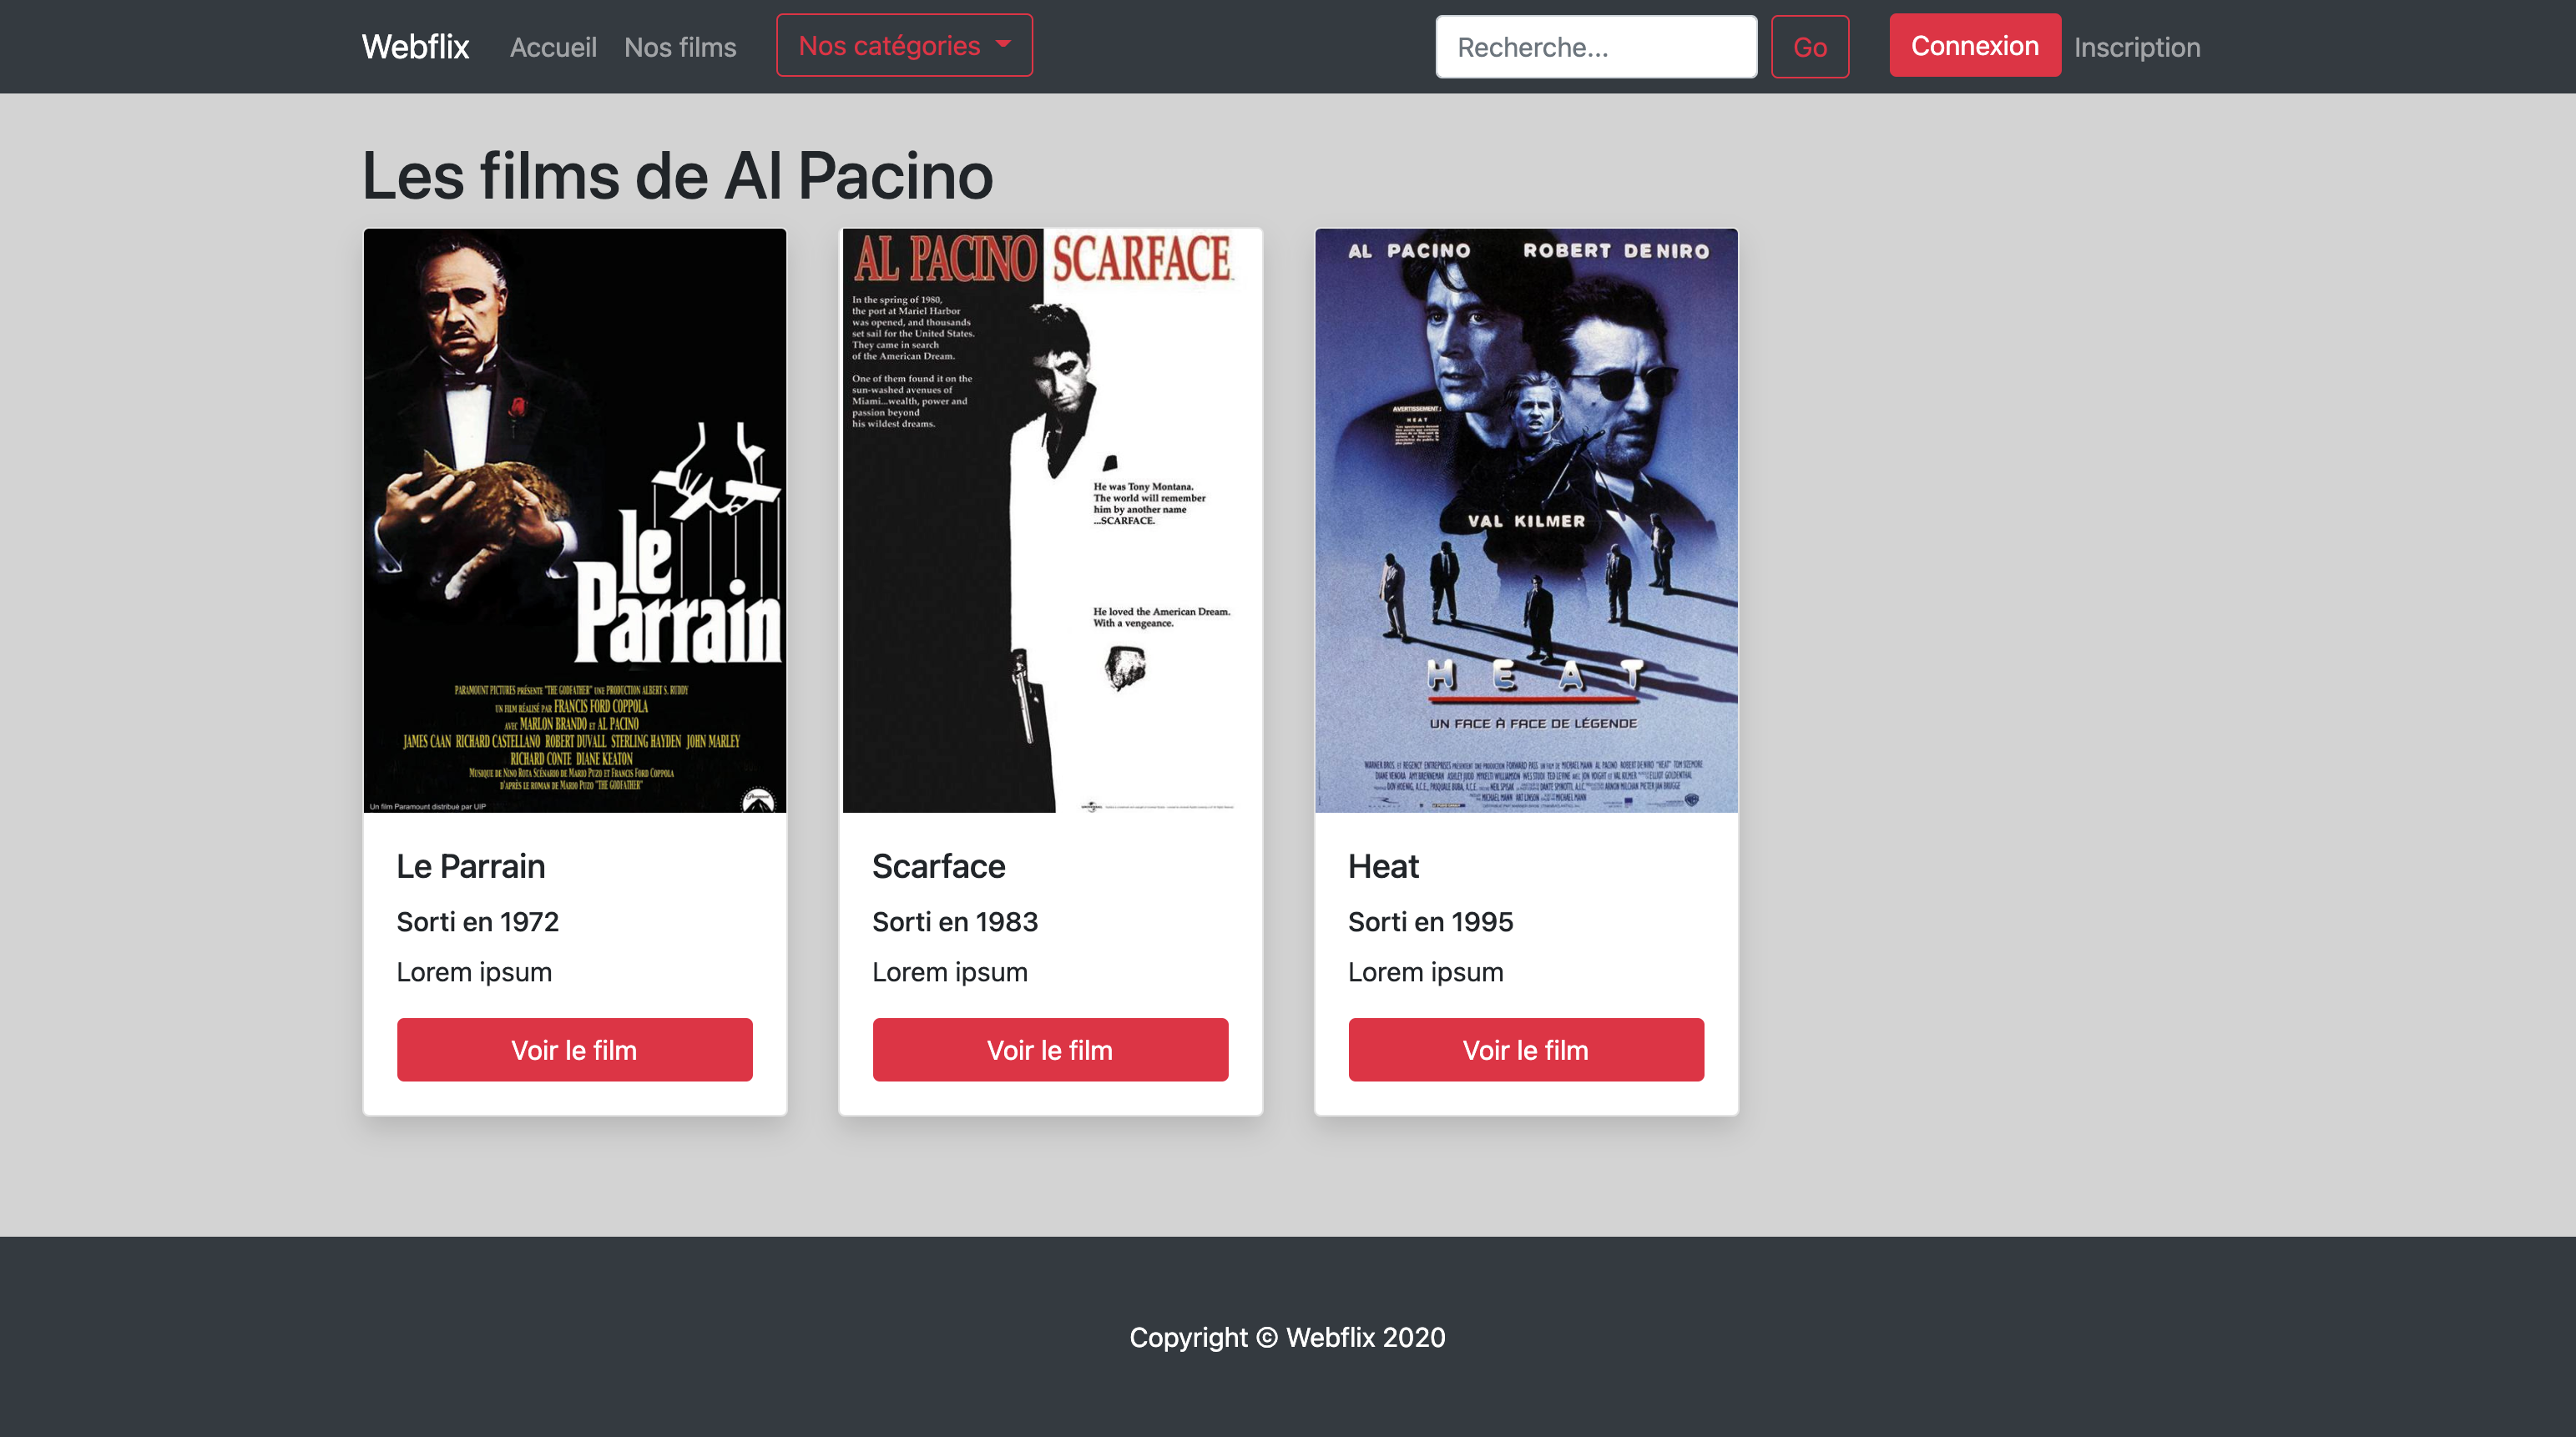 Webflix Accueil Nos films Nos catégories Recherche... Go Connexion Inscription
Les films de Al Pacino
le
Parrain
PARAMOUNT PICTURES PRÉSENTE "THE GODFATHER" UNE PRODUCTION ALBERT S. RUDDY
UN FILM RÉALISÉ PAR FRANCIS FORD COPPOLA
AVEC MARLON BRANDO ET AL PACINO
JAMES CAAN RICHARD CASTELLANO ROBERT DUVALL STERLING HAYDEN JOHN MARLEY
RICHARD CONTE DIANE KEATON
MUSIQUE DE NINO ROTA SCÉNARIO DE MARIO PUZO ET FRANCIS FORD COPPOLA
D'APRÈS LE ROMAN DE MARIO PUZO "THE GODFATHER"
Un film Paramount distribué par UIP
Paramount
Le Parrain
Sorti en 1972
Lorem ipsum
Voir le film
AL PACINO SCARFACE
In the spring of 1980,
the port at Mariel Harbor
was opened, and thousands
set sail for the United States.
They came in search
of the American Dream.
One of them found it on the
sun-washed avenues of
Miami...wealth, power and
passion beyond
his wildest dreams.
He was Tony Montana.
The world will remember
him by another name
...SCARFACE.
He loved the American Dream.
With a vengeance.
Scarface
Sorti en 1983
Lorem ipsum
Voir le film
AL PACINO ROBERT DE NIRO
AVERTISSEMENT:
HEAT
VAL KILMER
HEAT
UN FACE À FACE DE LÉGENDE
Heat
Sorti en 1995
Lorem ipsum
Voir le film
Copyright © Webflix 2020